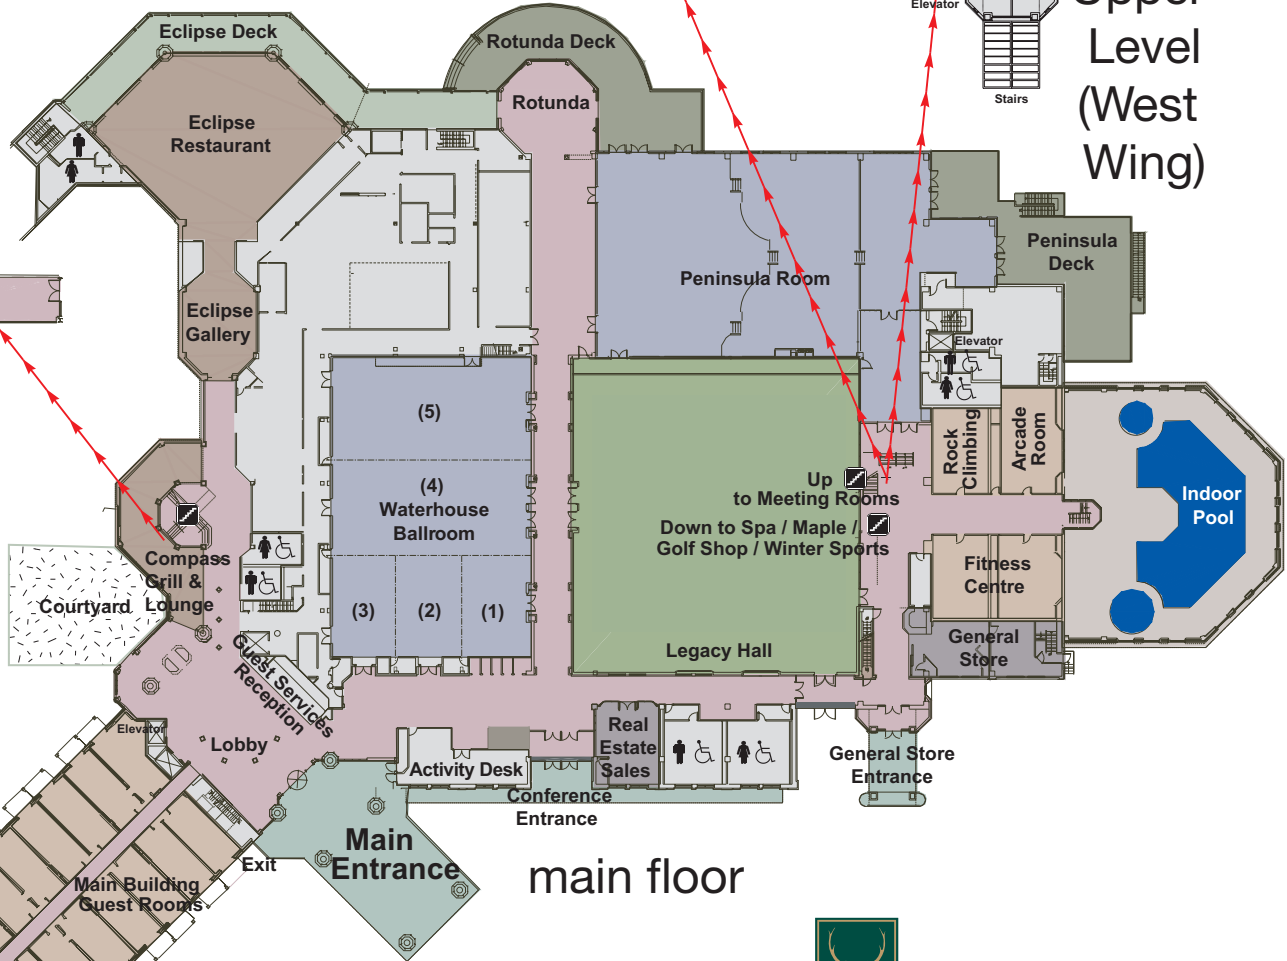 Elevator
Upper
Level
(West
Wing)
Stairs
Eclipse Deck
Rotunda Deck
Rotunda
Eclipse
Restaurant
Peninsula
Deck
Peninsula Room
Eclipse
Gallery
Elevator
(5)
(4)
Waterhouse
Ballroom
(3)
(2)
(1)
Rock
Climbing
Arcade
Room
Up
to Meeting Rooms
Down to Spa / Maple /
Golf Shop / Winter Sports
Indoor
Pool
Fitness
Centre
General
Store
Compass
Grill &
Lounge
Courtyard
Legacy Hall
Guest Services
Reception
Elevator
Lobby
Real
Estate
Sales
Activity Desk
General Store
Entrance
Conference
Entrance
Main
Entrance
Exit
Main Building
Guest Rooms
main floor